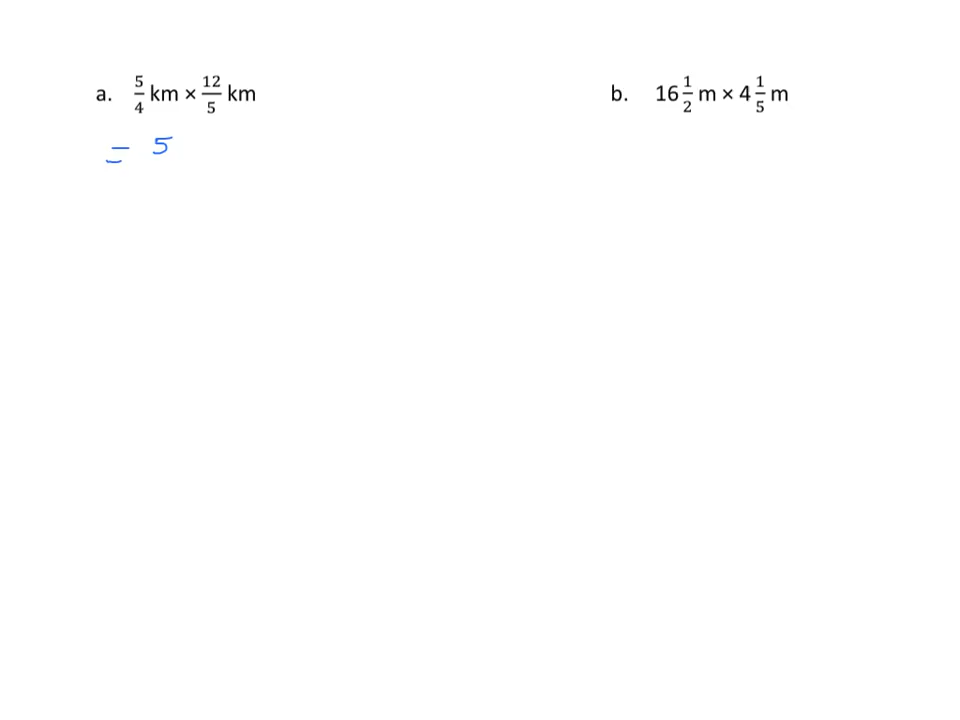 a. 5/4 km × 12/5 km
b. 16 1/2 m × 4 1/5 m
= 5